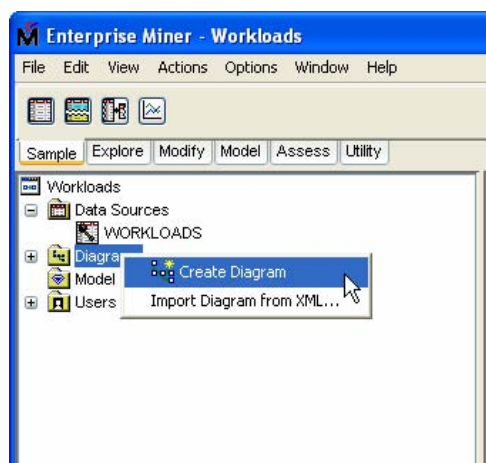 Enterprise Miner - Workloads
File Edit View Actions Options Window Help
Sample Explore Modify Model Assess Utility
Workloads
Data Sources
WORKLOADS
Diagra
Create Diagram
Model
Import Diagram from XML...
Users